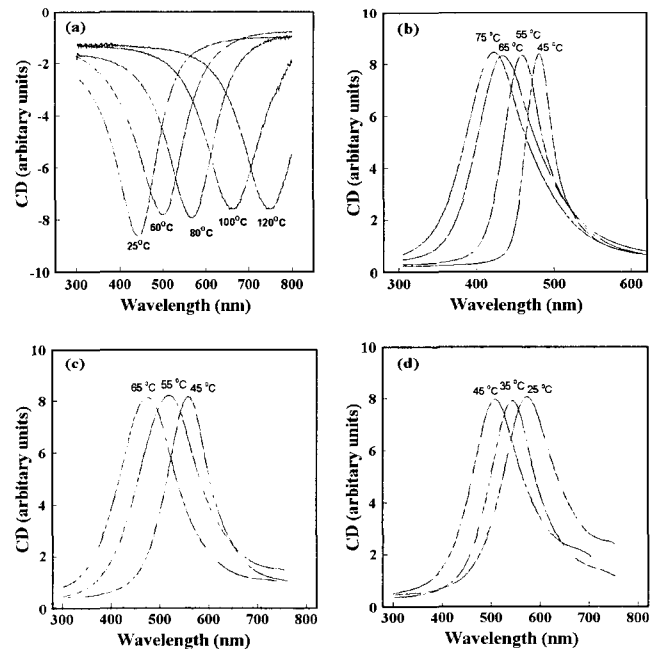 (a)
0
-2
-4
-6
-8
-10
CD (arbitary units)
25°C
60°C
80°C
100°C
120°C
300 400 500 600 700 800
Wavelength (nm)
(b)
10
8
6
4
2
0
CD (arbitary units)
75 °C
65 °C
55 °C
45 °C
400 500 600
Wavelength (nm)
(c)
10
8
6
4
2
0
CD (arbitary units)
65 °C
55 °C
45 °C
300 400 500 600 700 800
Wavelength (nm)
(d)
10
8
6
4
2
0
CD (arbitary units)
45 °C
35 °C
25 °C
300 400 500 600 700 800
Wavelength (nm)